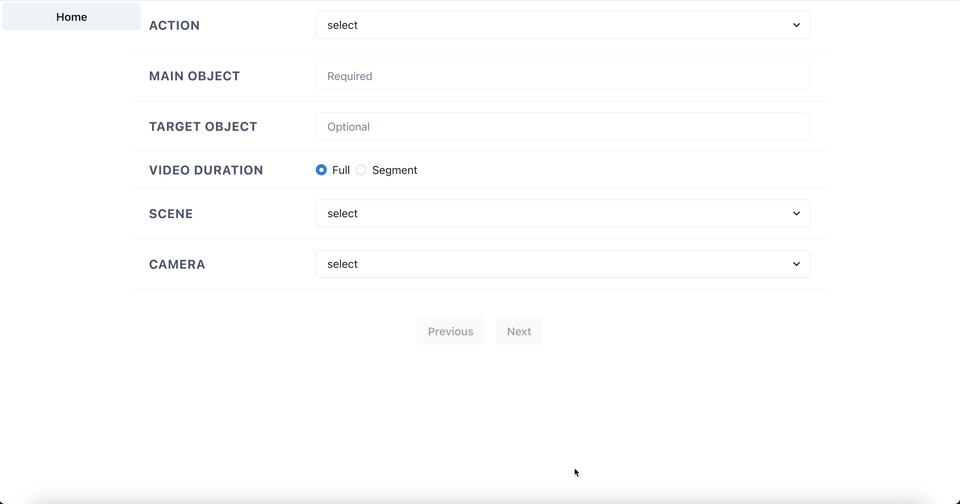 Home
ACTION select
MAIN OBJECT Required
TARGET OBJECT Optional
VIDEO DURATION Full Segment
SCENE select
CAMERA select
Previous Next